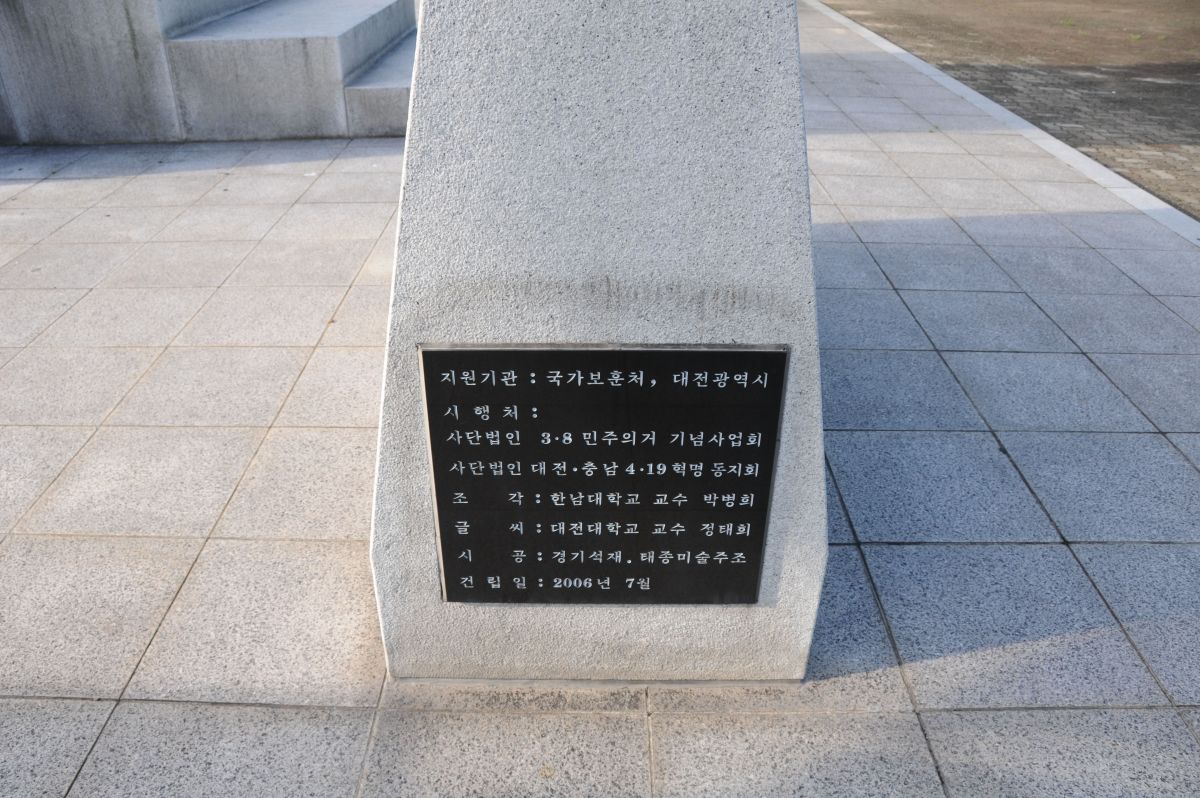 지원기관 : 국가보훈처, 대전광역시
시 행 처 :
사단법인 3·8 민주의거 기념사업회
사단법인 대전·충남 4·19 혁명 동지회
조 각 : 한남대학교 교수 박병희
글 씨 : 대전대학교 교수 정태희
시 공 : 경기석재. 태종미술주조
건 립 일 : 2006년 7월